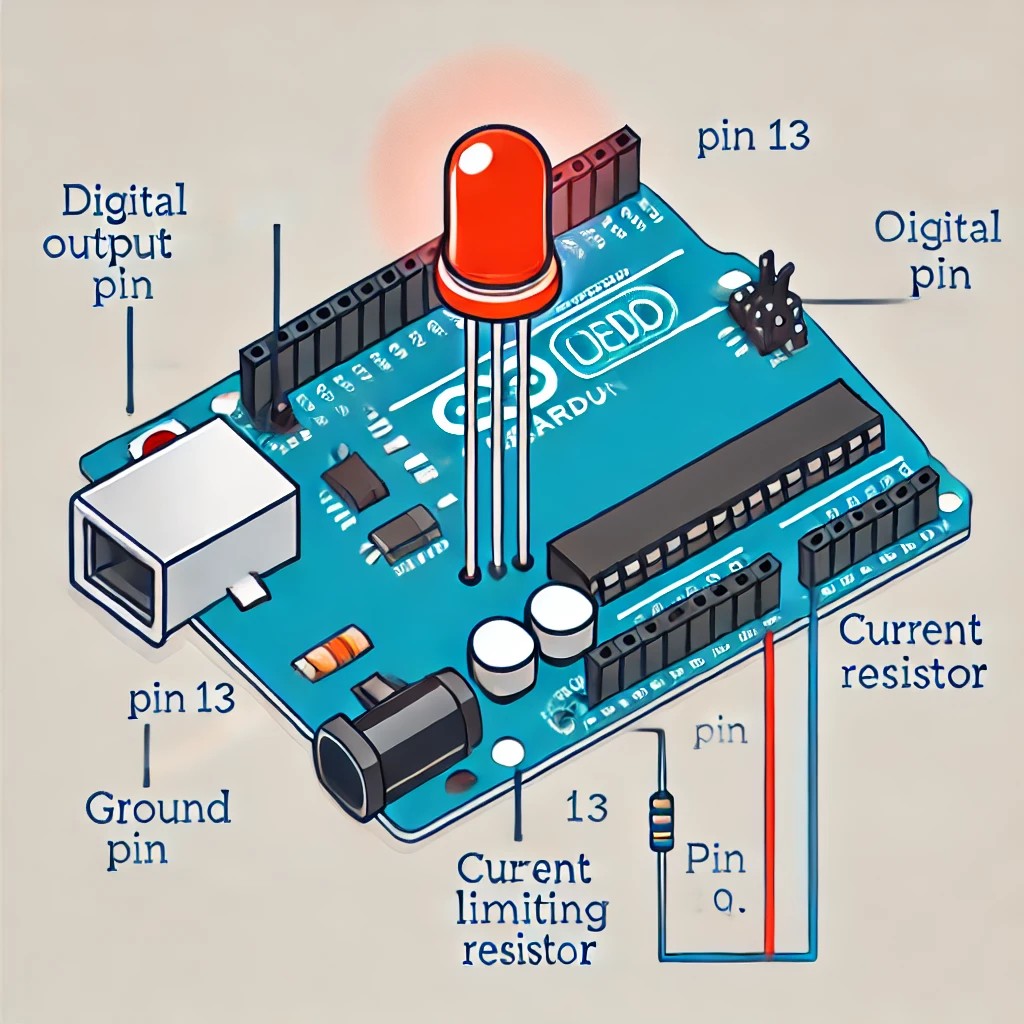 pin 13
Digital
output
pin
Oigital
pin
OEDO
ARDU
Current
resistor
pin 13
pin
Ground
pin
13
Pin
Q.
Curent
limiting
resistor